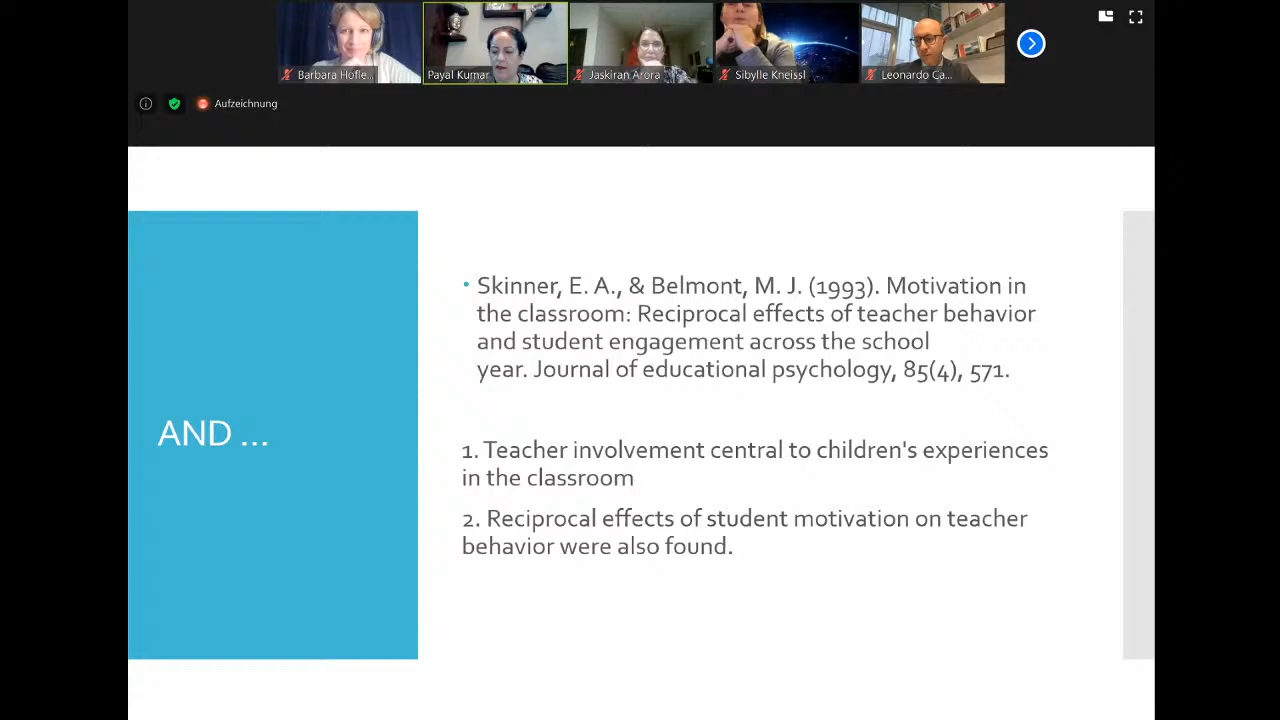 Barbara Hofle...
Payal Kumar
Jaskiran Arora
Sibylle Kneissl
Leonardo Ca...
Aufzeichnung
AND ...
• Skinner, E. A., & Belmont, M. J. (1993). Motivation in
the classroom: Reciprocal effects of teacher behavior
and student engagement across the school
year. Journal of educational psychology, 85(4), 571.
1. Teacher involvement central to children's experiences
in the classroom
2. Reciprocal effects of student motivation on teacher
behavior were also found.